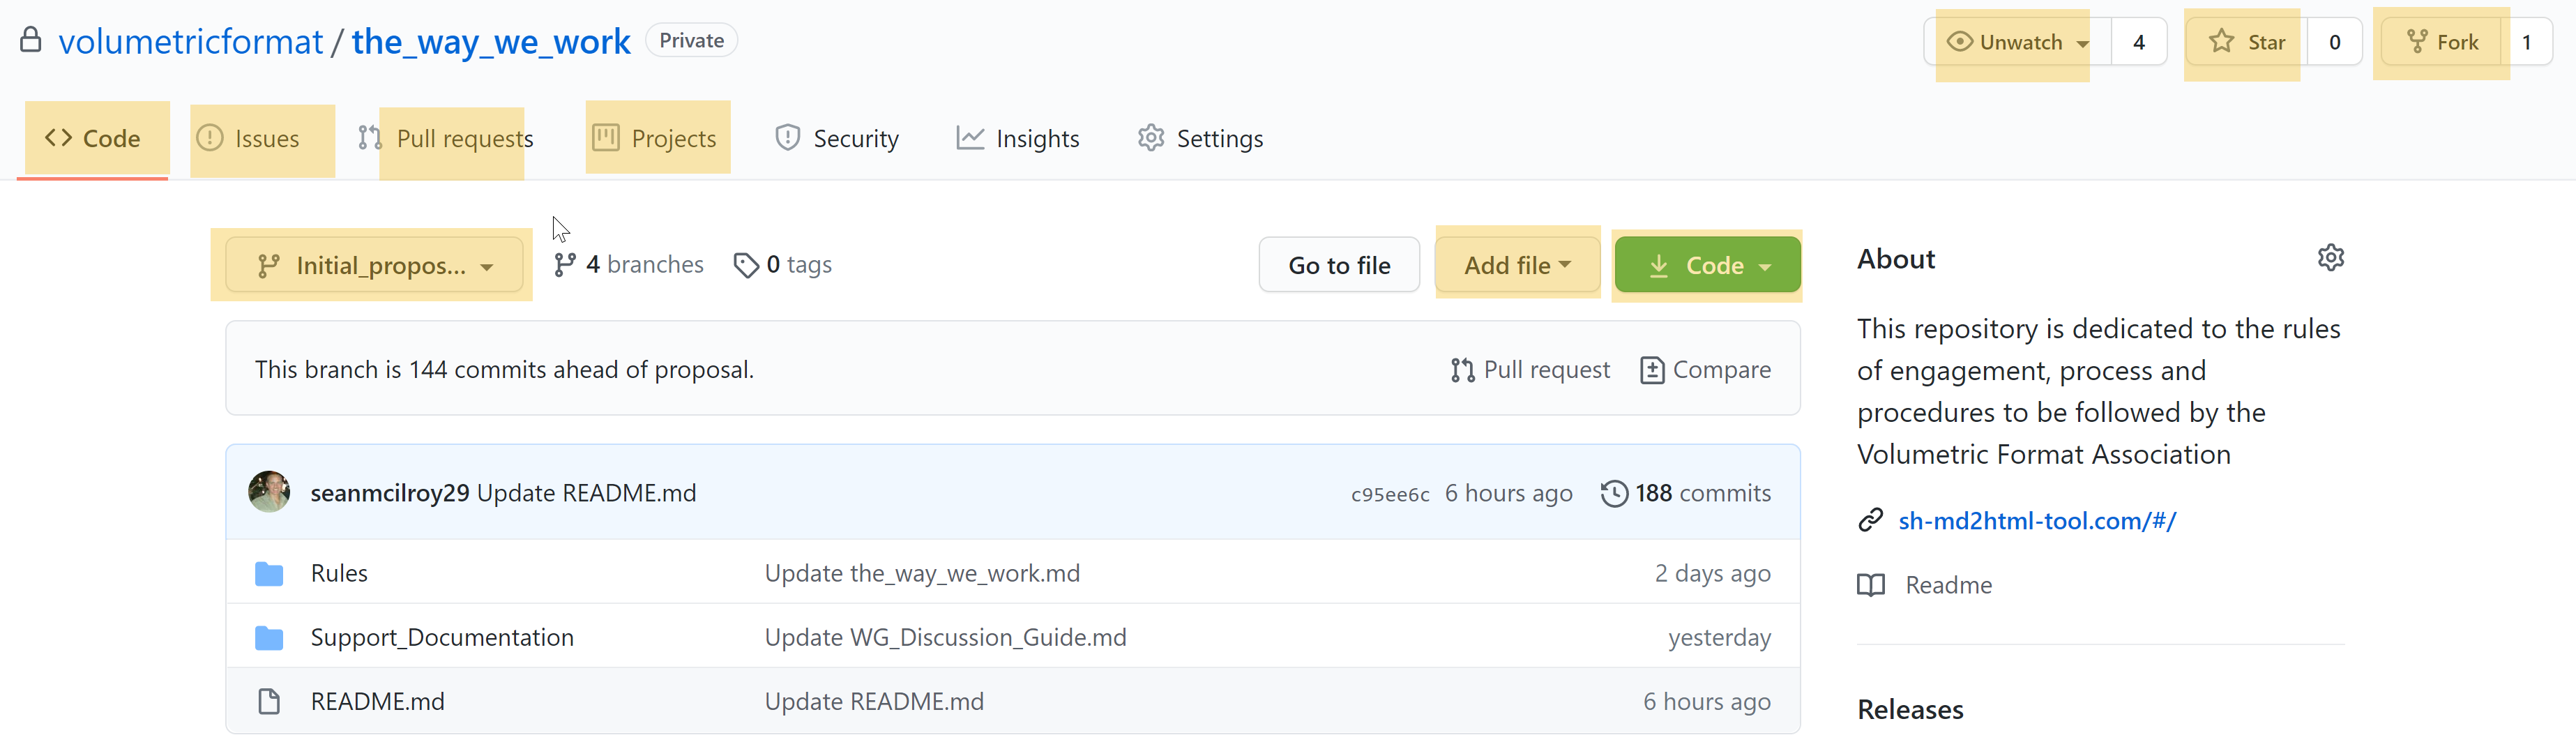 volumetricformat / the_way_we_work Private Unwatch 4 Star 0 Fork 1
Code Issues Pull requests Projects Security Insights Settings
Initial_propos... 4 branches 0 tags Go to file Add file Code
This branch is 144 commits ahead of proposal. Pull request Compare
seanmcilroy29 Update README.md c95ee6c 6 hours ago 188 commits
Rules Update the_way_we_work.md 2 days ago
Support_Documentation Update WG_Discussion_Guide.md yesterday
README.md Update README.md 6 hours ago
About
This repository is dedicated to the rules
of engagement, process and
procedures to be followed by the
Volumetric Format Association
sh-md2html-tool.com/#/
Readme
Releases